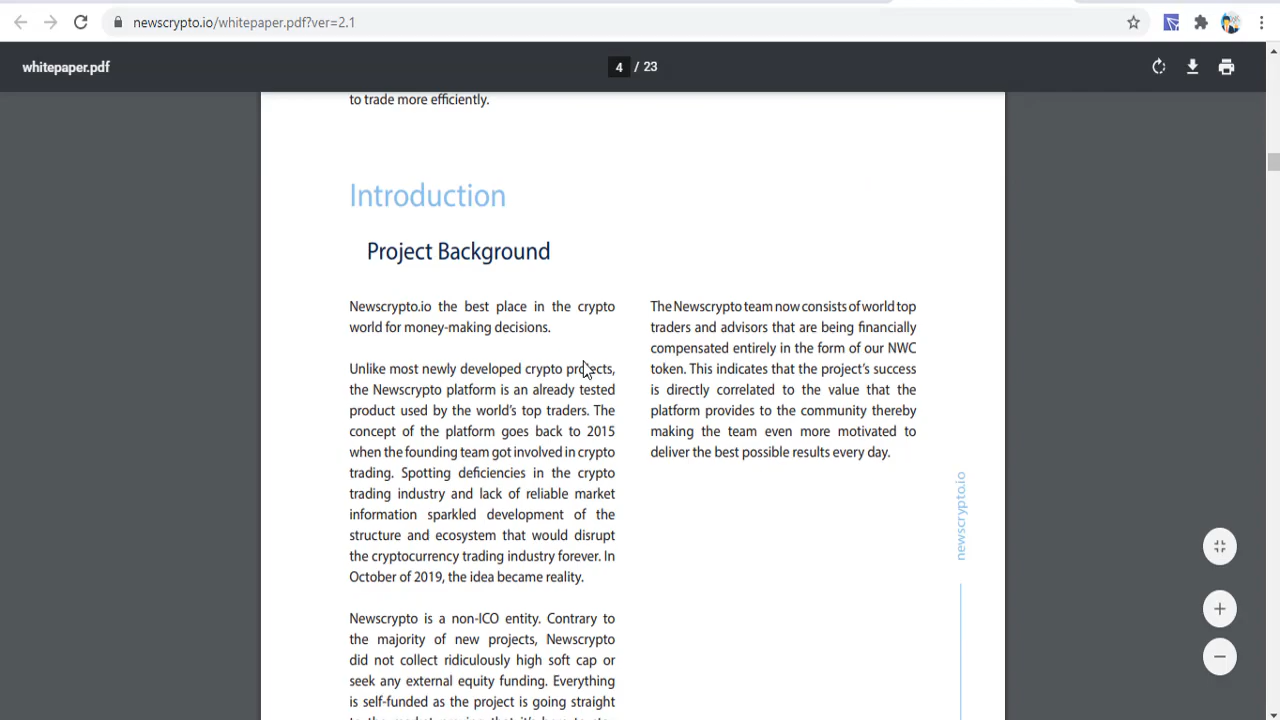 newscrypto.io/whitepaper.pdf?ver=2.1
whitepaper.pdf
4 / 23
to trade more efficiently.
Introduction
Project Background
Newscrypto.io the best place in the crypto
world for money-making decisions.
Unlike most newly developed crypto projects,
the Newscrypto platform is an already tested
product used by the world's top traders. The
concept of the platform goes back to 2015
when the founding team got involved in crypto
trading. Spotting deficiencies in the crypto
trading industry and lack of reliable market
information sparkled development of the
structure and ecosystem that would disrupt
the cryptocurrency trading industry forever. In
October of 2019, the idea became reality.
Newscrypto is a non-ICO entity. Contrary to
the majority of new projects, Newscrypto
did not collect ridiculously high soft cap or
seek any external equity funding. Everything
is self-funded as the project is going straight
The Newscrypto team now consists of world top
traders and advisors that are being financially
compensated entirely in the form of our NWC
token. This indicates that the project's success
is directly correlated to the value that the
platform provides to the community thereby
making the team even more motivated to
deliver the best possible results every day.
newscrypto.io